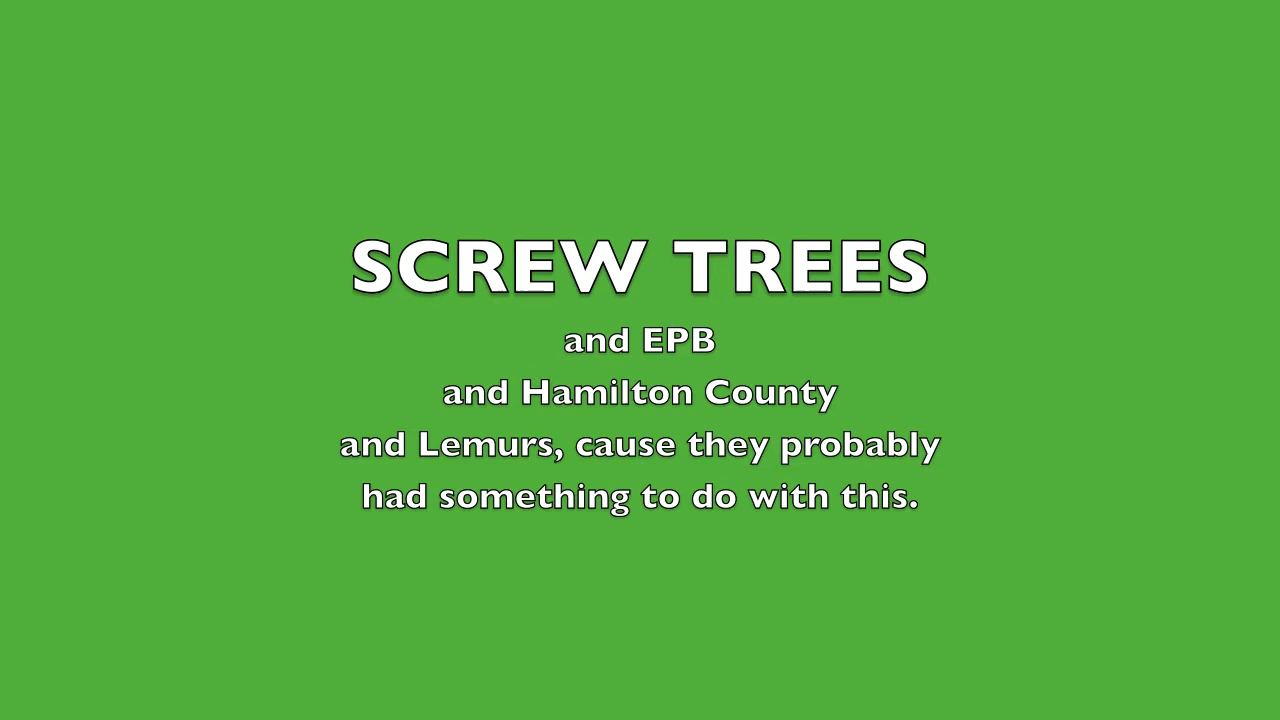 SCREW TREES
and EPB
and Hamilton County
and Lemurs, cause they probably
had something to do with this.